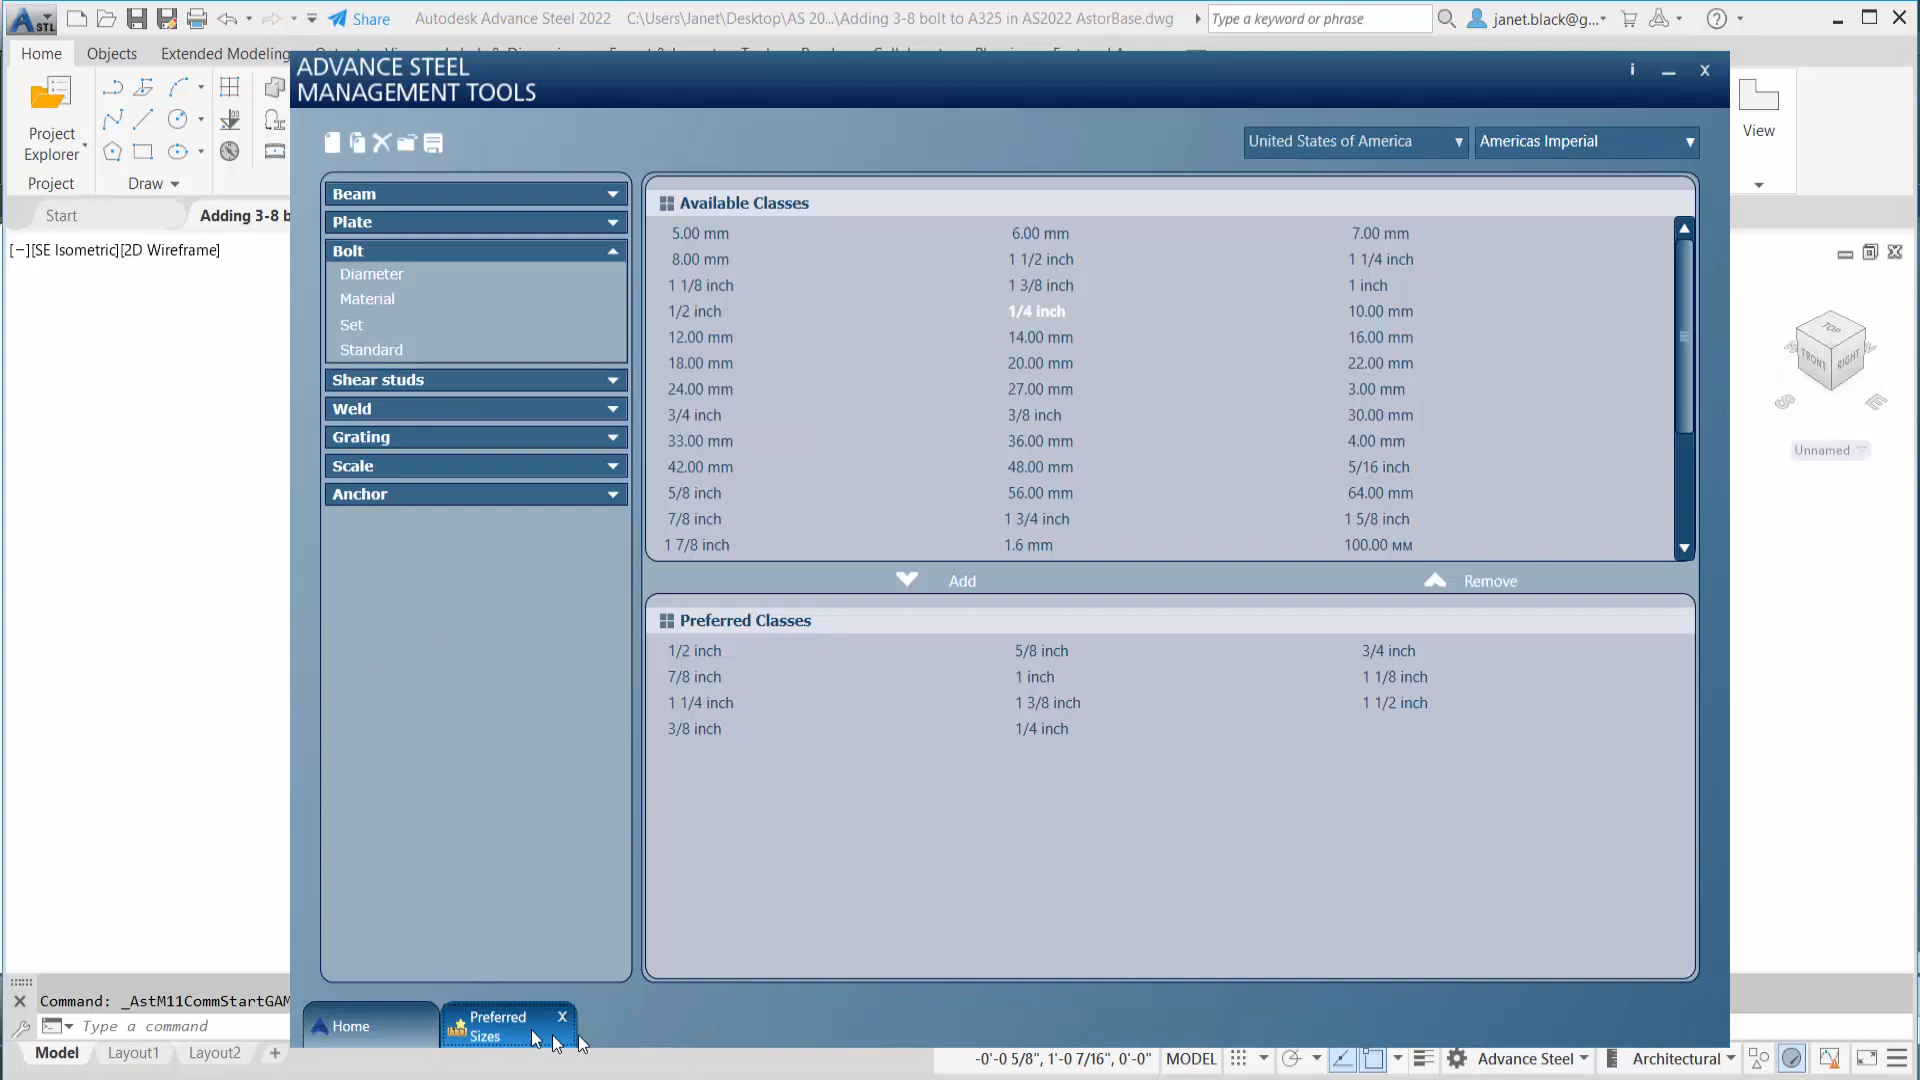 A STL
Share
Autodesk Advance Steel 2022 C:\Users\Janet\Desktop\AS 20...\Adding 3-8 bolt to A325 in AS2022 AstorBase.dwg
Type a keyword or phrase
janet.black@g...
Home Objects Extended Modeling
Project Explorer
Project
Draw
View
Start
Adding 3-8 b
[−][SE Isometric][2D Wireframe]
TOP
FRONT RIGHT
S E
Unnamed
ADVANCE STEEL
MANAGEMENT TOOLS
i x
United States of America
Americas Imperial
Beam
Plate
Bolt
Diameter
Material
Set
Standard
Shear studs
Weld
Grating
Scale
Anchor
Available Classes
5.00 mm 6.00 mm 7.00 mm
8.00 mm 1 1/2 inch 1 1/4 inch
1 1/8 inch 1 3/8 inch 1 inch
1/2 inch 1/4 inch 10.00 mm
12.00 mm 14.00 mm 16.00 mm
18.00 mm 20.00 mm 22.00 mm
24.00 mm 27.00 mm 3.00 mm
3/4 inch 3/8 inch 30.00 mm
33.00 mm 36.00 mm 4.00 mm
42.00 mm 48.00 mm 5/16 inch
5/8 inch 56.00 mm 64.00 mm
7/8 inch 1 3/4 inch 1 5/8 inch
1 7/8 inch 1.6 mm 100.00 мм
Add Remove
Preferred Classes
1/2 inch 5/8 inch 3/4 inch
7/8 inch 1 inch 1 1/8 inch
1 1/4 inch 1 3/8 inch 1 1/2 inch
3/8 inch 1/4 inch
Home
Preferred Sizes X
Command: _AstM11CommStartGAM
Type a command
Model Layout1 Layout2 +
-0'-0 5/8", 1'-0 7/16", 0'-0" MODEL
Advance Steel
Architectural